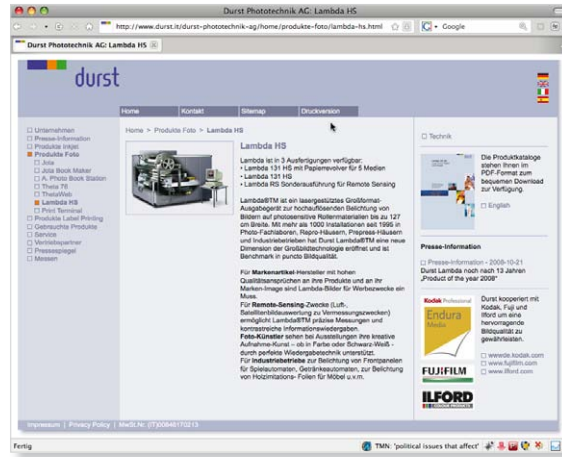 Durst Phototechnik AG: Lambda HS
http://www.durst.it/durst-phototechnik-ag/home/produkte-foto/lambda-hs.html
Google
Durst Phototechnik AG: Lambda HS
durst
Home Kontakt Sitemap Druckversion
Unternehmen
Presse-Information
Produkte Inkjet
Produkte Foto
Jola
Jola Book Maker
A. Photo Book Station
Theta 76
ThetaWeb
Lambda HS
Print Terminal
Produkte Label Printing
Gebrauchte Produkte
Service
Vertriebspartner
Pressespiegel
Messen
Home > Produkte Foto > Lambda HS
Lambda HS
Lambda ist in 3 Ausfertigungen verfügbar:
• Lambda 131 HS mit Papierrevolver für 5 Medien
• Lambda 131 HS
• Lambda RS Sonderausführung für Remote Sensing
Lambda®TM ist ein lasergestütztes Großformat-
Ausgabegerät zur hochauflösenden Belichtung von
Bildern auf photosensitive Rollenmaterialien bis zu 127
cm Breite. Mit mehr als 1000 Installationen seit 1995 in
Photo-Fachlaboren, Repro-Häusern, Prepress-Häusern
und Industriebetrieben hat Durst Lambda®TM eine neue
Dimension der Großbildtechnologie eröffnet und ist
Benchmark in puncto Bildqualität.
Für Markenartikel-Hersteller mit hohen
Qualitätsansprüchen an ihre Produkte und an ihr
Marken-Image sind Lambda-Bilder für Werbezwecke ein
Muss.
Für Remote-Sensing-Zwecke (Luft-,
Satellitenbildauswertung zu Vermessungszwecken)
ermöglicht Lambda®TM präzise Messungen und
kontrastreiche Informationswiedergaben.
Foto-Künstler sehen bei Ausstellungen ihre kreative
Aufnahme-Kunst – ob in Farbe oder Schwarz-Weiß -
durch perfekte Wiedergabetechnik unterstützt.
Für Industriebetriebe zur Belichtung von Frontpanelen
für Spielautomaten, Getränkeautomaten, zur Belichtung
von Holzimitations- Folien für Möbel u.v.m.
Technik
Die Produktkataloge
stehen Ihnen im
PDF-Format zum
bequemen Download
zur Verfügung.
English
Presse-Information
Presse-Information - 2008-10-21
Durst Lambda noch nach 13 Jahren
„Product of the year 2008"
Kodak Professional
Endura
Media
FUJIFILM
ILFORD
Durst kooperiert mit
Kodak, Fuji und
Ilford um eine
hervorragende
Bildqualität zu
gewährleisten.
wwwde.kodak.com
www.fujifilm.com
www.ilford.com
Impressum | Privacy Policy | MwSt.Nr: (IT)00848170213
Fertig
TMN: 'political issues that affect'